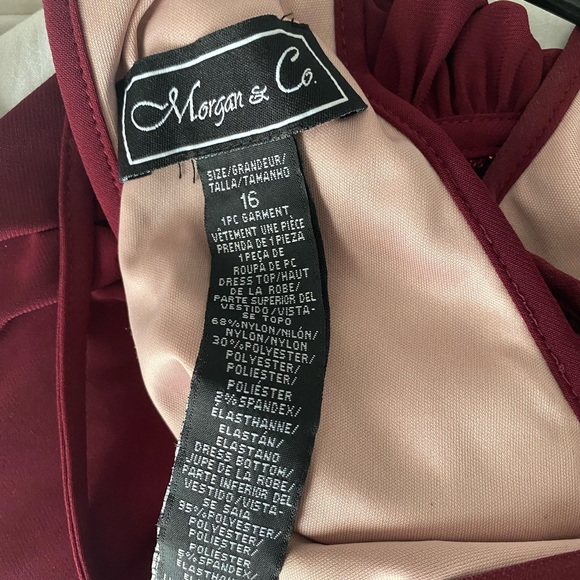 Morgan & Co.
SIZE/GRANDEUR/
TALLA/TAMANHO
16
1PC GARMENT
VÊTEMENT UNE PIÈCE
PRENDA DE 1 PIEZA
1 PEÇA DE
ROUPA DE PC
DRESS TOP/HAUT
DE LA ROBE/
PARTE SUPERIOR DEL
VESTIDO/VISTA-
SE TOPO
68%NYLON/NILÓN/
NYLON/NYLON
30%POLYESTER/
POLYESTER/
POLIESTER/
POLIÉSTER
2%SPANDEX/
ELASTHANNE/
ELASTÁN/
ELASTANO
DRESS BOTTOM/
JUPE DE LA ROBE/
PARTE INFERIOR DEL
VESTIDO/VISTA-
SE SAIA
95%POLYESTER/
POLYESTER/
POLIESTER/
POLIÉSTER
5%SPANDEX/
ELASTHANNE/